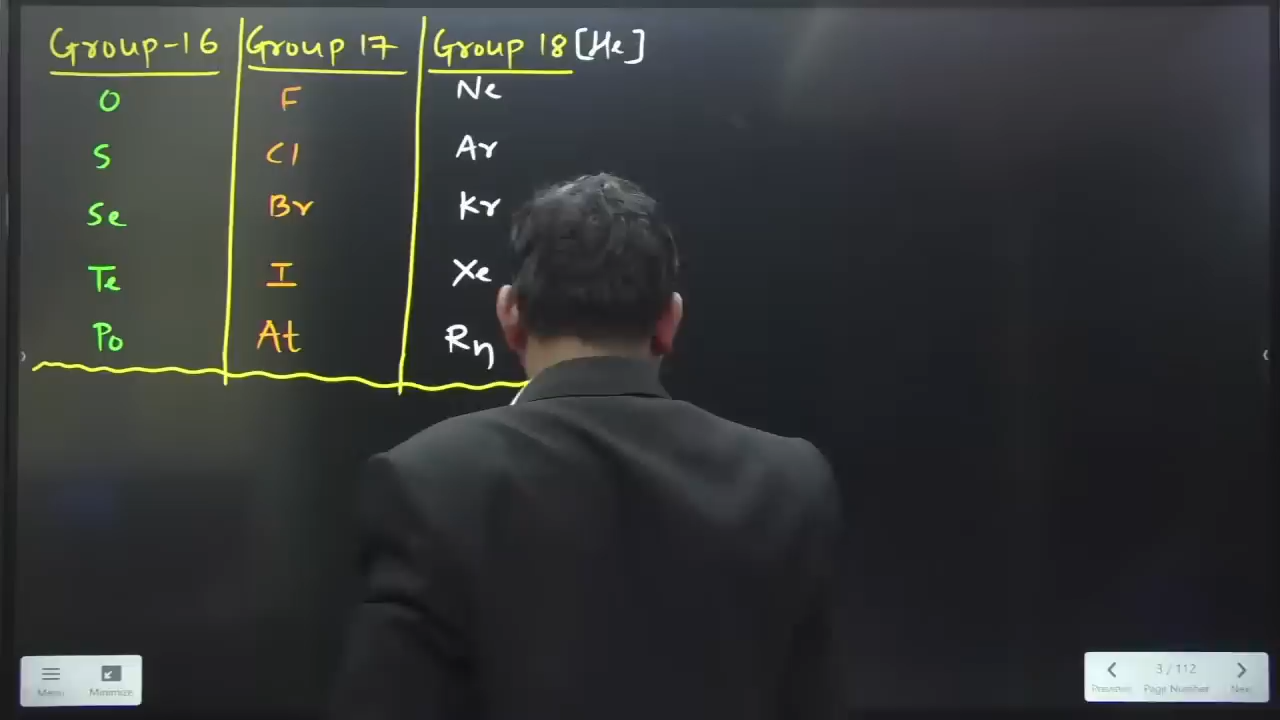 Group-16 Group 17 Group 18 [He]
O F Ne
S Cl Ar
Se Br Kr
Te I Xe
Po At Rn
Menu Minimize
3 / 112
Previous Page Number Next